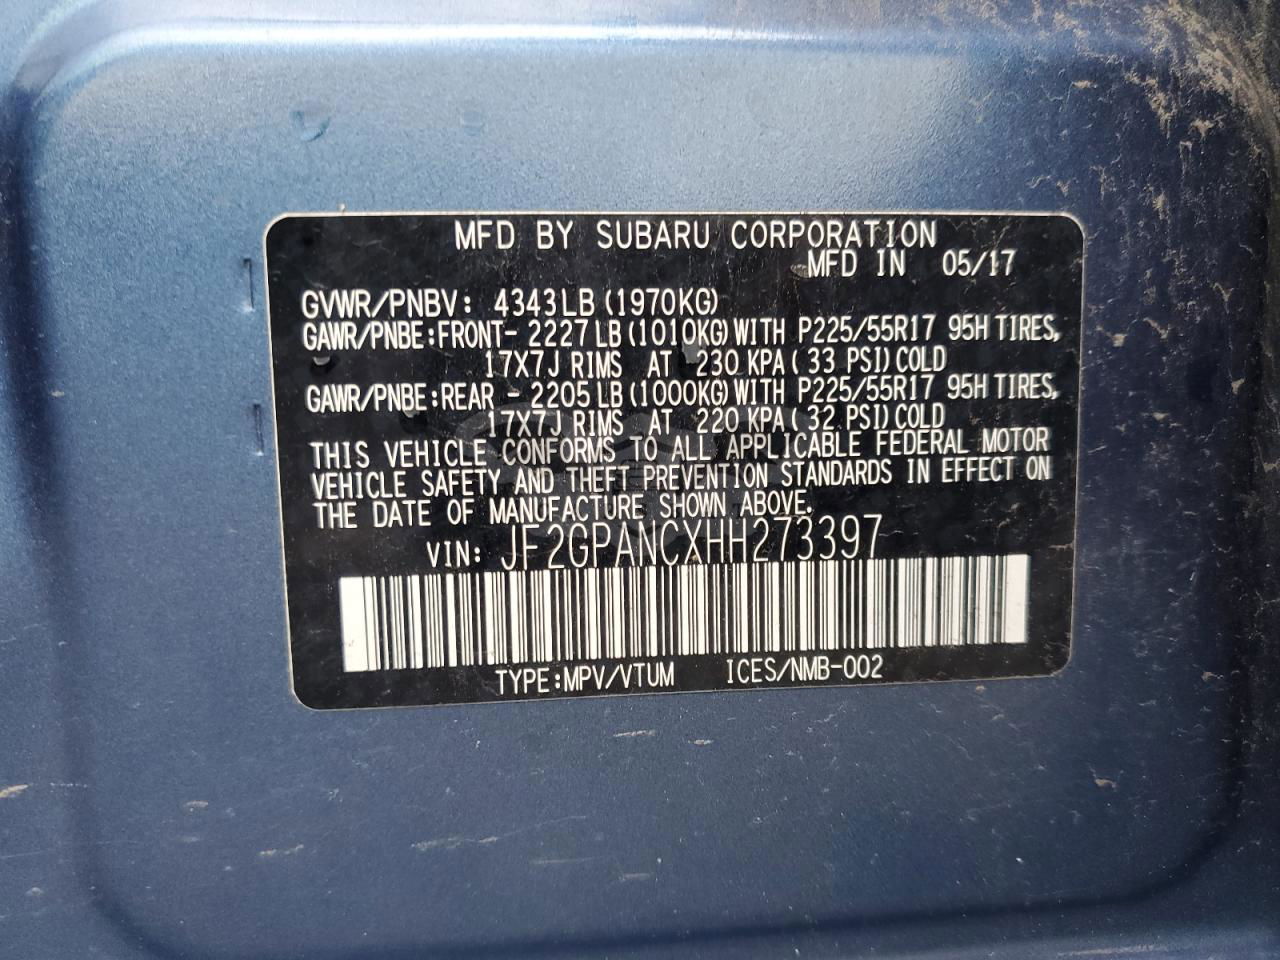 MFD BY SUBARU CORPORATION
MFD IN 05/17
GVWR/PNBV: 4343LB (1970KG)
GAWR/PNBE:FRONT- 2227 LB (1010KG) WITH P225/55R17 95H TIRES,
17X7J RIMS AT 230 KPA ( 33 PSI) COLD
GAWR/PNBE:REAR - 2205 LB (1000KG) WITH P225/55R17 95H TIRES,
17X7J RIMS AT 220 KPA ( 32 PSI) COLD
THIS VEHICLE CONFORMS TO ALL APPLICABLE FEDERAL MOTOR
VEHICLE SAFETY AND THEFT PREVENTION STANDARDS IN EFFECT ON
THE DATE OF MANUFACTURE SHOWN ABOVE.
VIN: JF2GPANCXHH273397
TYPE:MPV/VTUM ICES/NMB-002